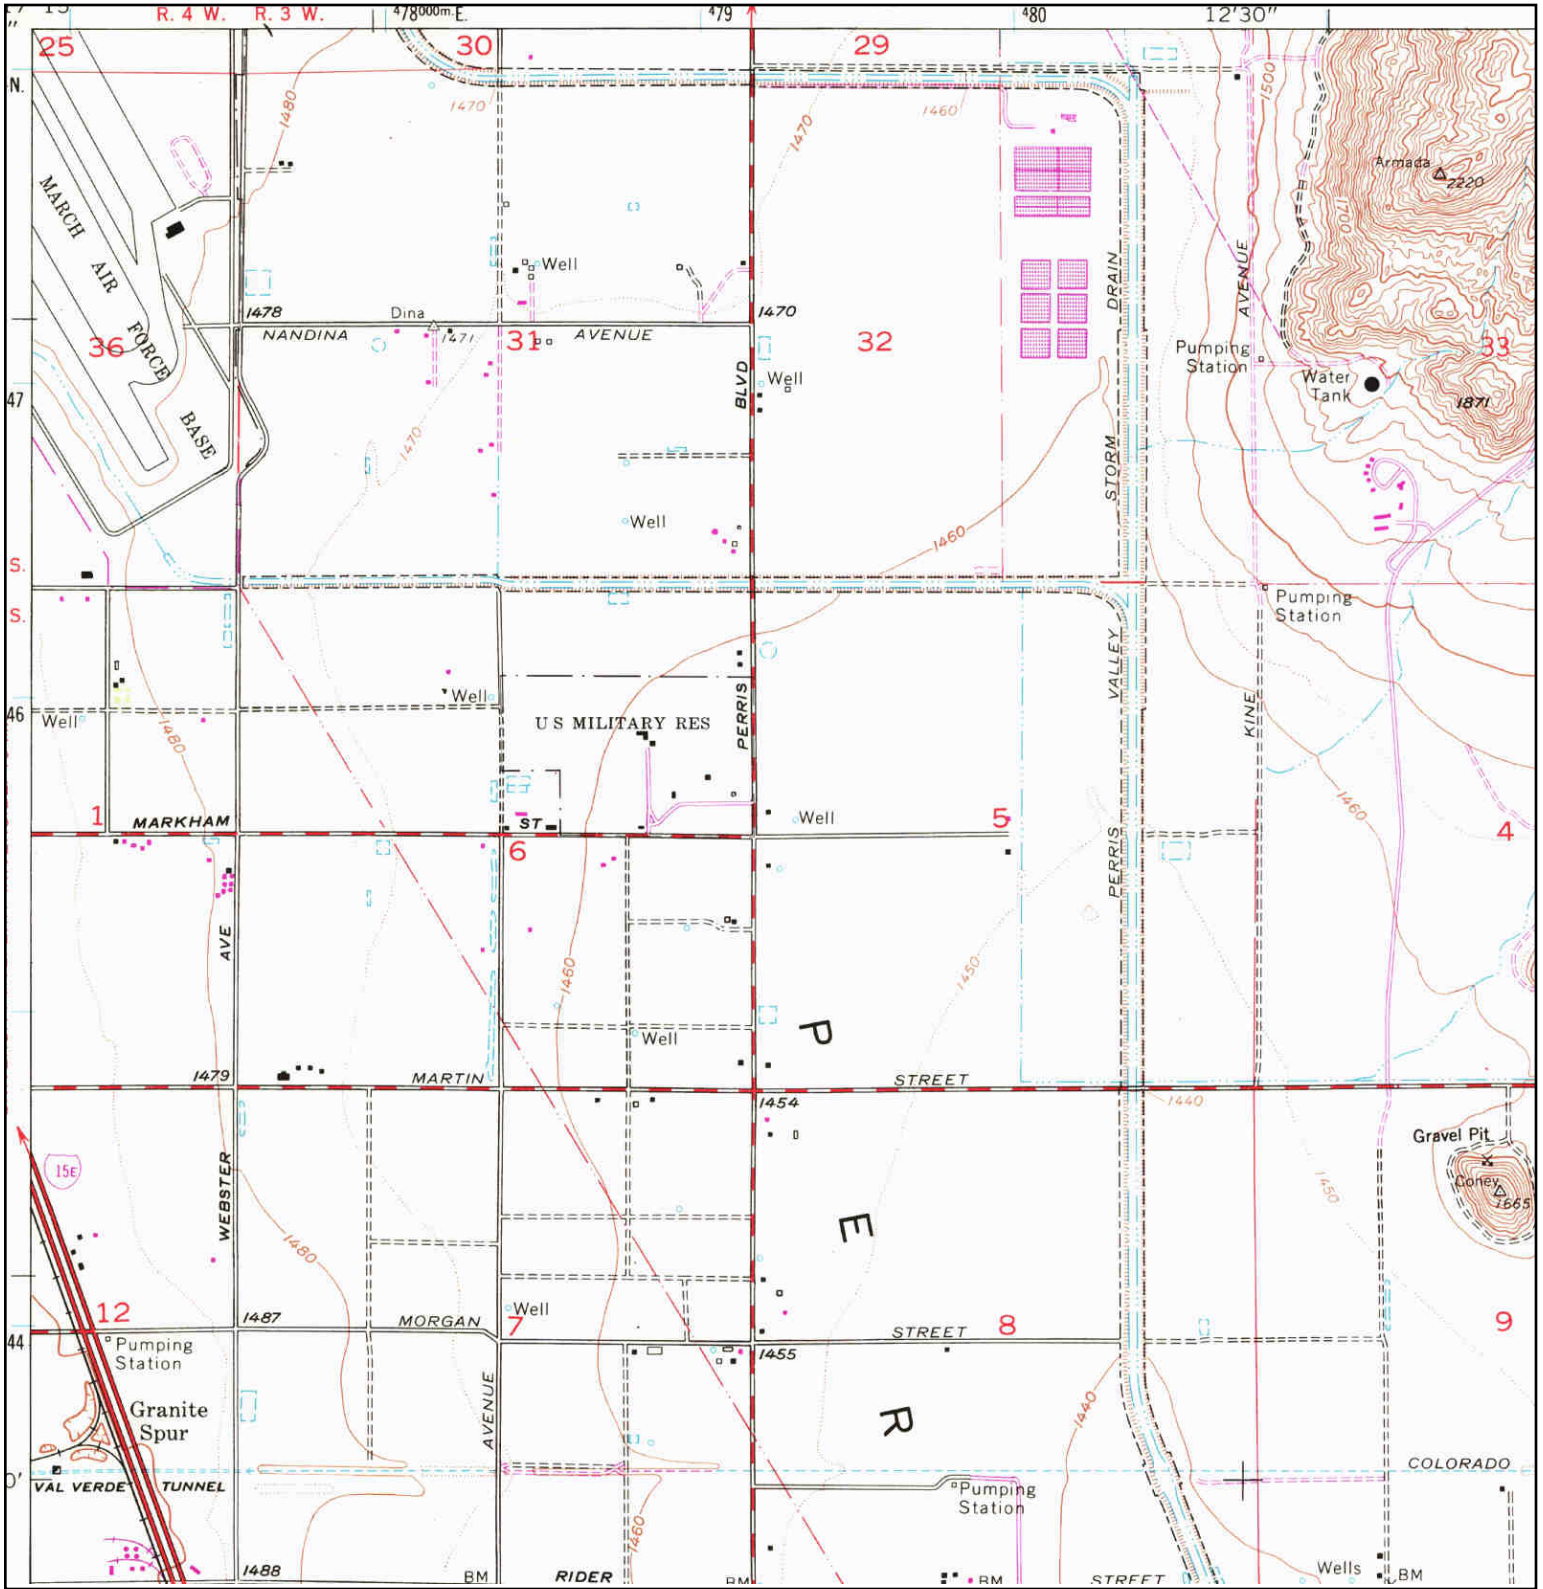 R. 4 W. R. 3 W. 478000m.E. 479 480 12'30"
25 30 29
N.
1480 1470 1460 1470 1500
Armada
2220
1700
MARCH
AIR
FORCE
BASE
Well
DRAIN
AVENUE
1478 Dina 1470
NANDINA 1471 AVENUE
36 31 32 33
Pumping
Station
Water
Tank
1871
47
BLVD
Well
1470
STORM
Well
1460
S.
S.
Pumping
Station
VALLEY
Well
PERRIS
KINE
46
Well
U S MILITARY RES
1480
1460
1 MARKHAM ST
Well
5 4
6
PERRIS
AVE
1460
1450
Well
P
1479 MARTIN STREET
1454
1440
Gravel Pit
Coney
1665
15E
WEBSTER
1450
E
1480
12 1487 MORGAN
Well
7 STREET 8 9
44
Pumping
Station
1455
Granite
Spur
AVENUE
R
1440
VAL VERDE TUNNEL
COLORADO
0'
Pumping
Station
1460
1488 BM RIDER BM BM STREET
Wells
BM